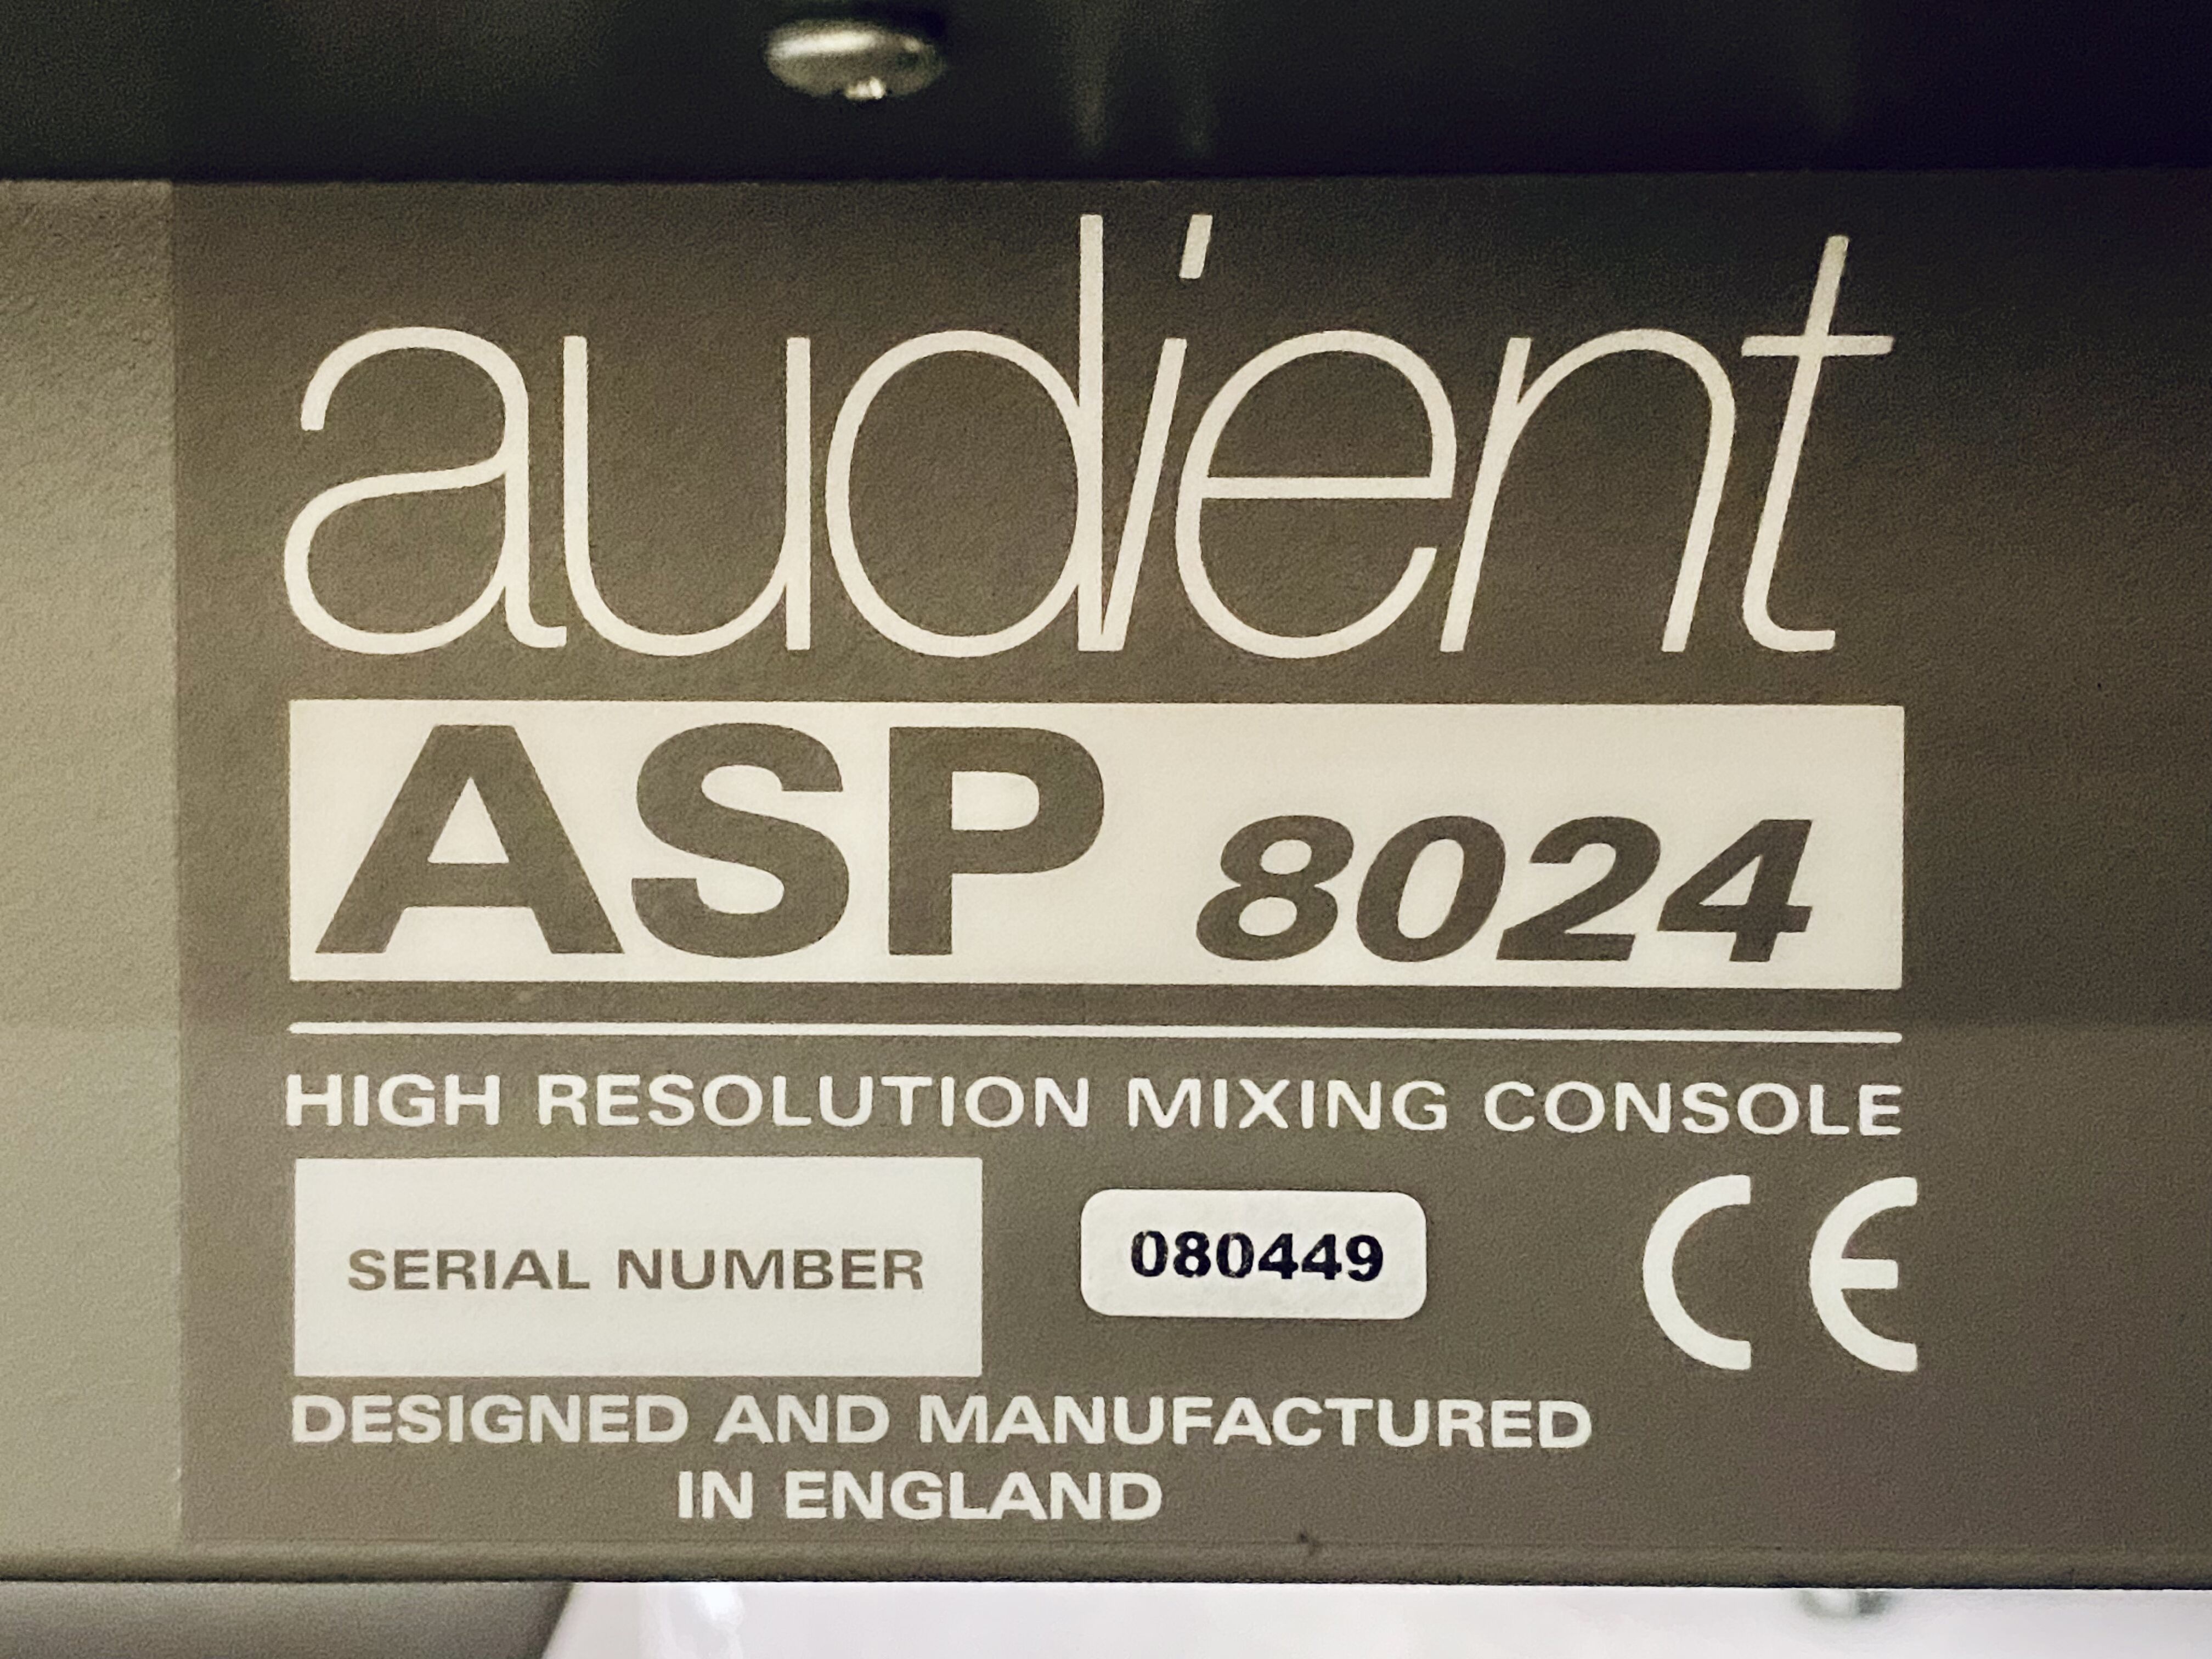 audient
ASP 8024
HIGH RESOLUTION MIXING CONSOLE
SERIAL NUMBER 080449 CE
DESIGNED AND MANUFACTURED
IN ENGLAND